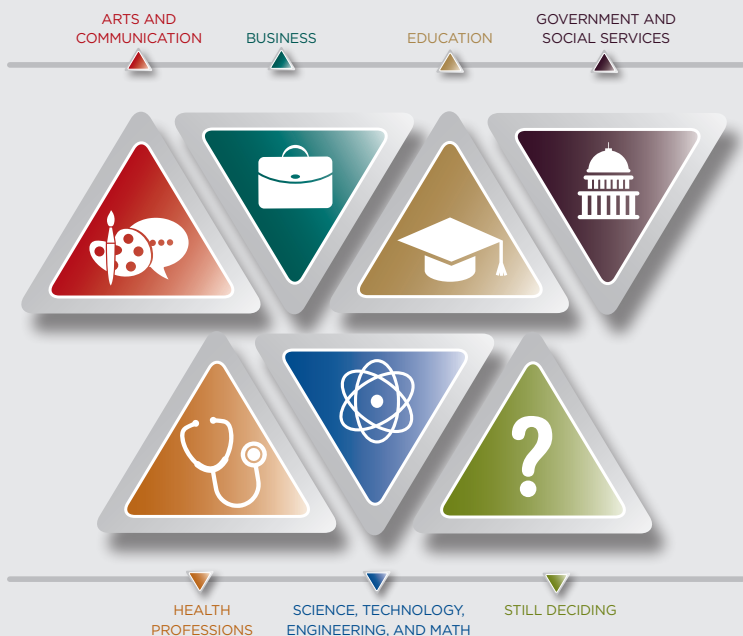 ARTS AND
COMMUNICATION
BUSINESS
EDUCATION
GOVERNMENT AND
SOCIAL SERVICES
?
HEALTH
PROFESSIONS
SCIENCE, TECHNOLOGY,
ENGINEERING, AND MATH
STILL DECIDING